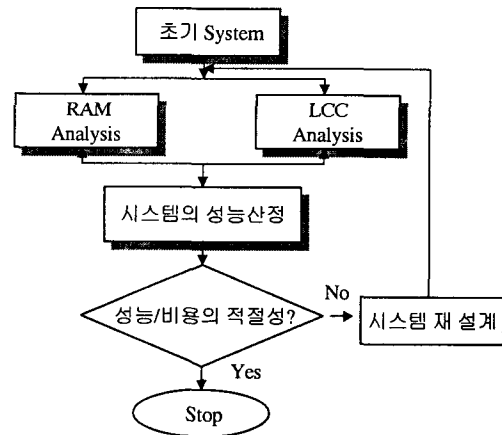 초기 System
RAM
Analysis
LCC
Analysis
시스템의 성능산정
성능/비용의 적절성?
No
시스템 재 설계
Yes
Stop